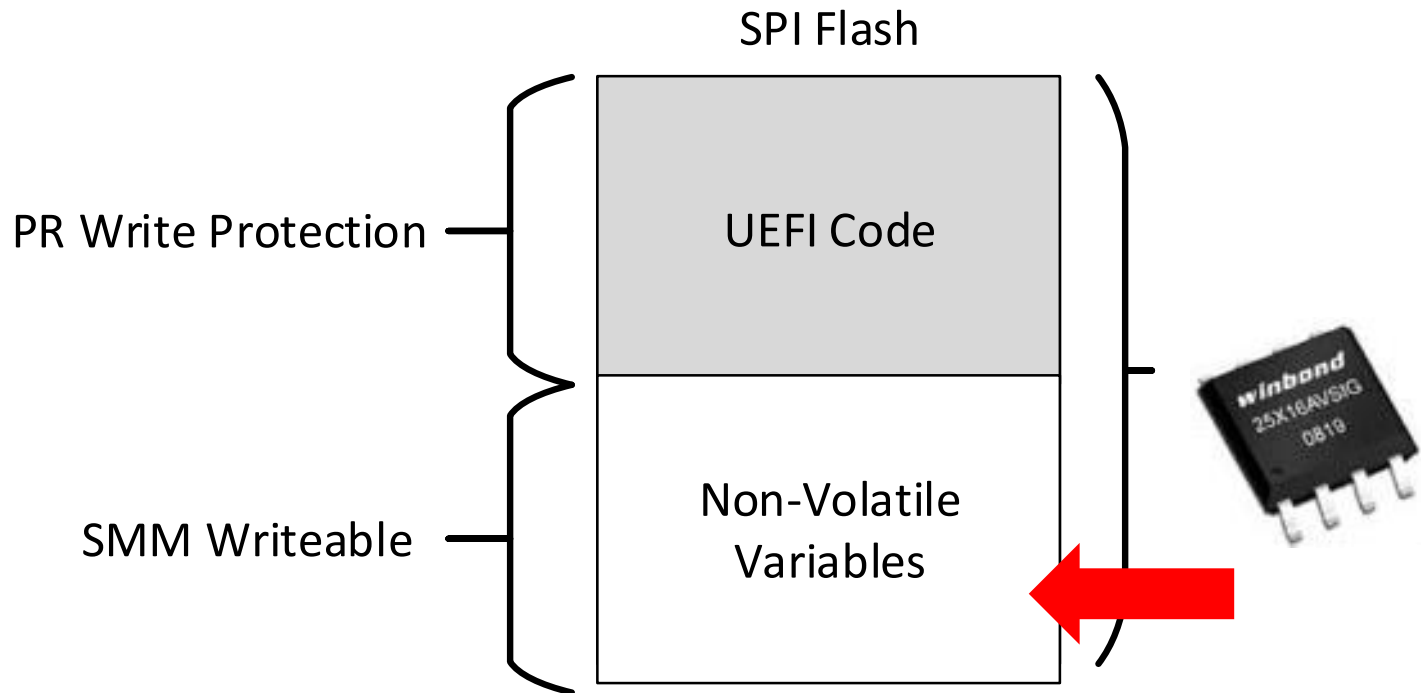 SPI Flash
PR Write Protection
UEFI Code
winbond
25X16AVSIG
0819
SMM Writeable
Non-Volatile
Variables